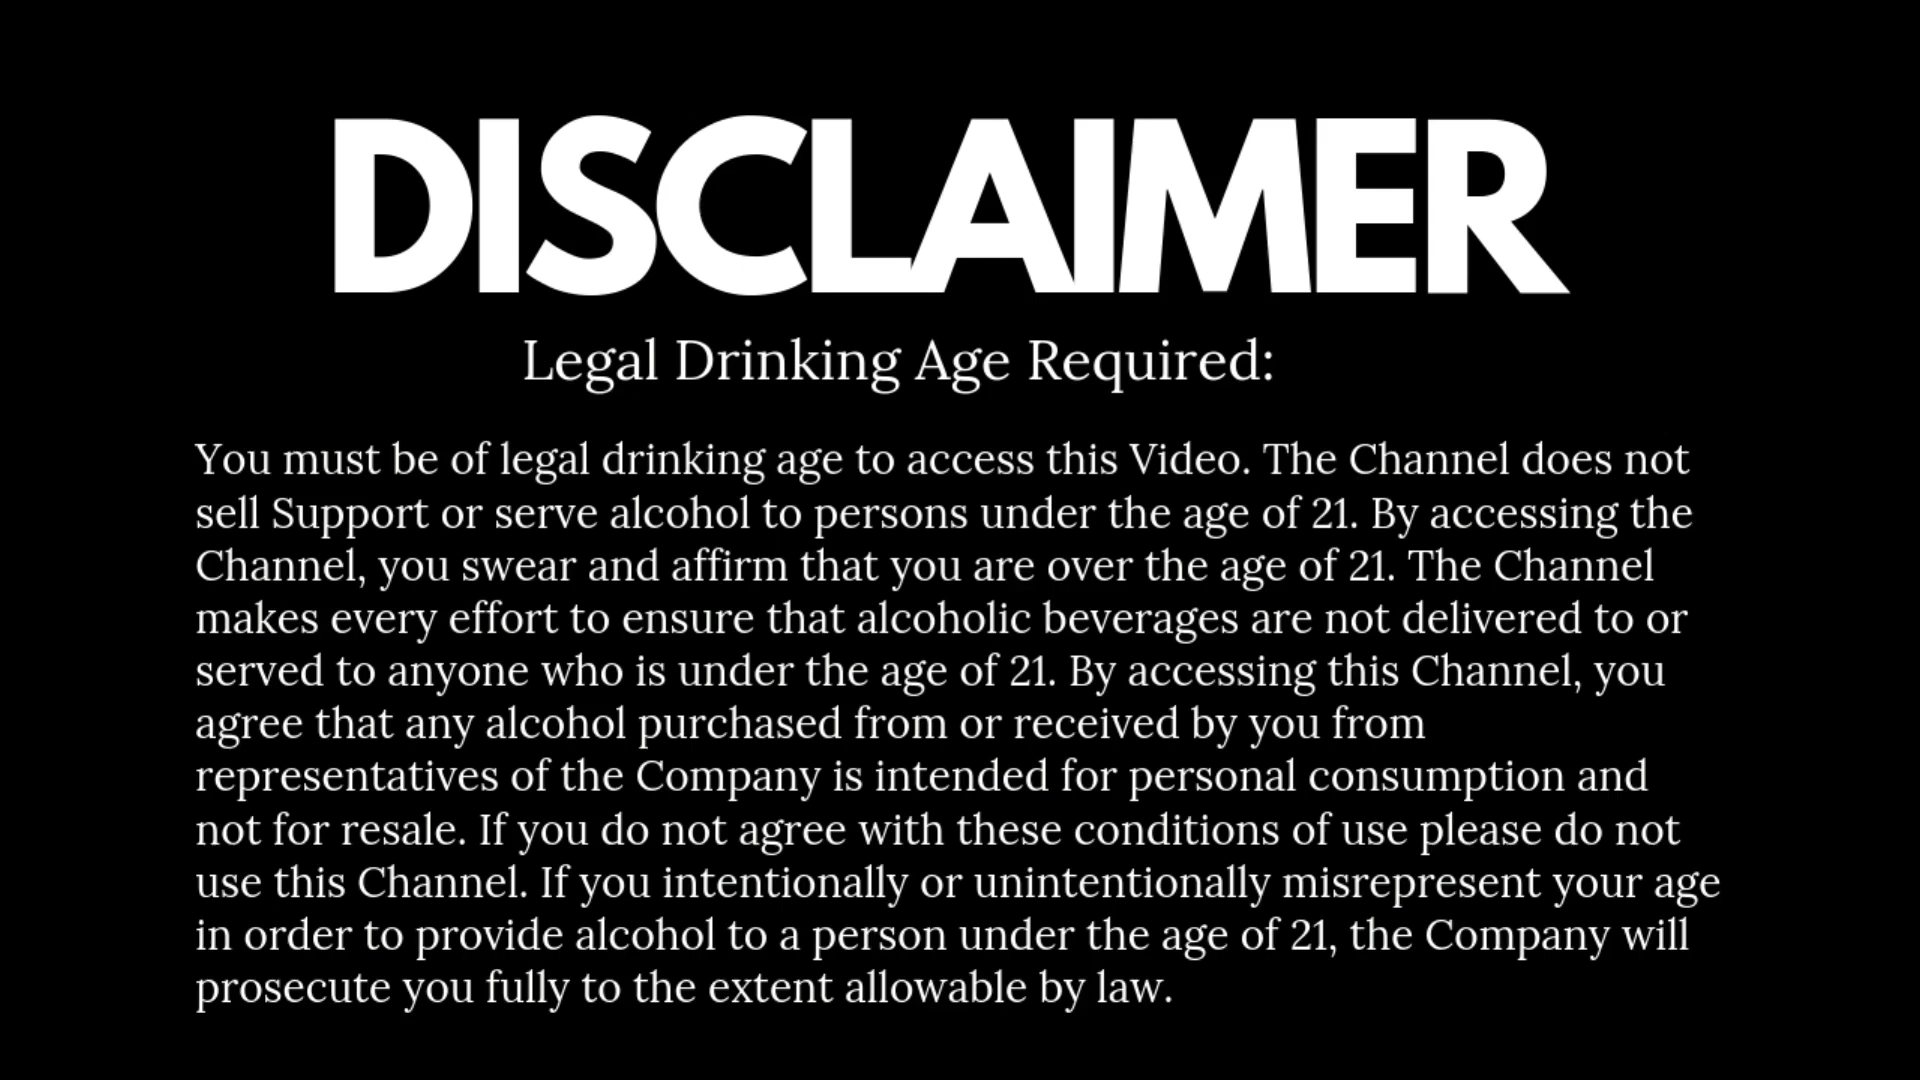 DISCLAIMER
Legal Drinking Age Required:
You must be of legal drinking age to access this Video. The Channel does not
sell Support or serve alcohol to persons under the age of 21. By accessing the
Channel, you swear and affirm that you are over the age of 21. The Channel
makes every effort to ensure that alcoholic beverages are not delivered to or
served to anyone who is under the age of 21. By accessing this Channel, you
agree that any alcohol purchased from or received by you from
representatives of the Company is intended for personal consumption and
not for resale. If you do not agree with these conditions of use please do not
use this Channel. If you intentionally or unintentionally misrepresent your age
in order to provide alcohol to a person under the age of 21, the Company will
prosecute you fully to the extent allowable by law.